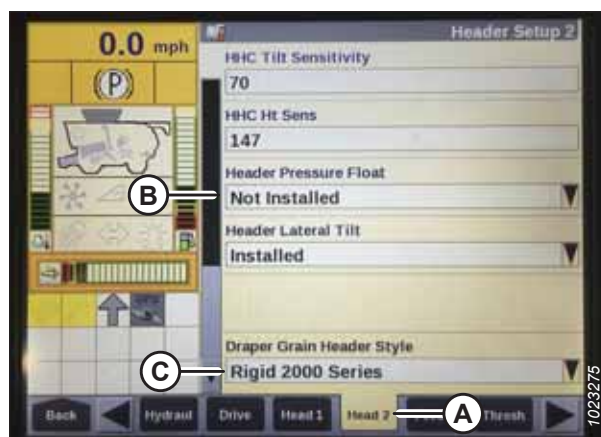 0.0 mph
(P)
Header Setup 2
HHC Tilt Sensitivity
70
HHC Ht Sens
147
Header Pressure Float
B
Not Installed
Header Lateral Tilt
Installed
Draper Grain Header Style
C
Rigid 2000 Series
Back
Hydraul
Drive
Head 1
Head 2
A
Thresh
1023275